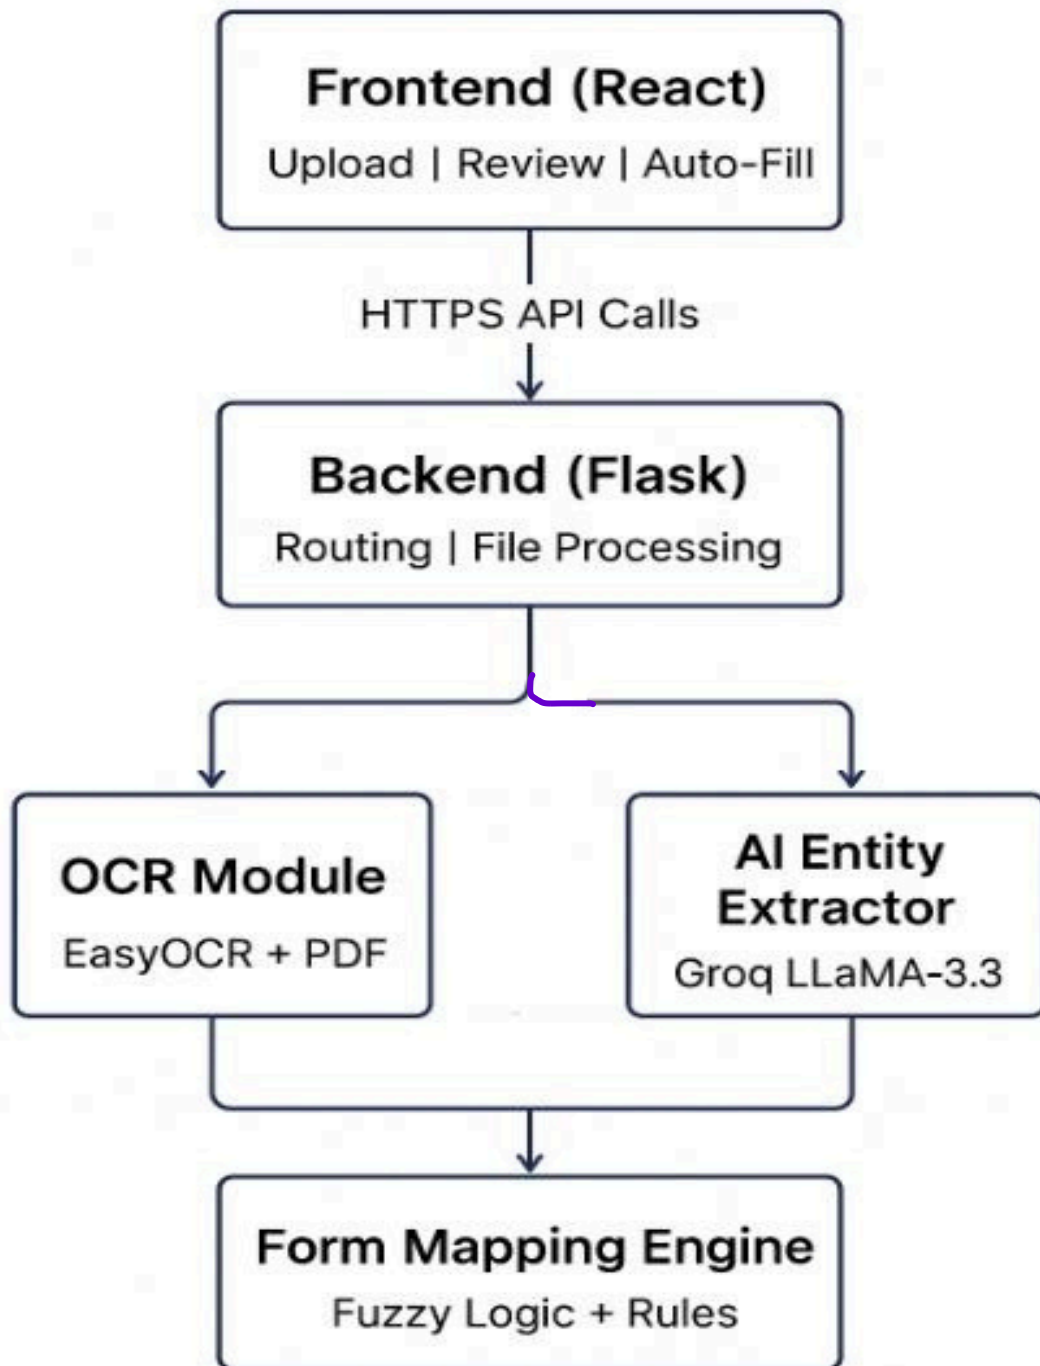 Frontend (React)
Upload | Review | Auto-Fill
HTTPS API Calls
Backend (Flask)
Routing | File Processing
OCR Module
EasyOCR + PDF
AI Entity
Extractor
Groq LLaMA-3.3
Form Mapping Engine
Fuzzy Logic + Rules